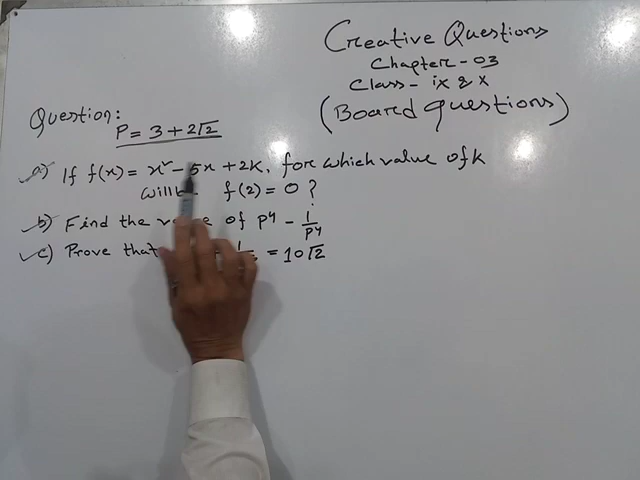 Creative Questions
Chapter - 03
Class - ix & x
(Board questions)
Question:
P = 3 + 2√2
a) If f(x) = x² - 5x + 2k, for which value of k
will f(2) = 0 ?
b) Find the value of P⁴ - 1/P⁴
c) Prove that = 10√2